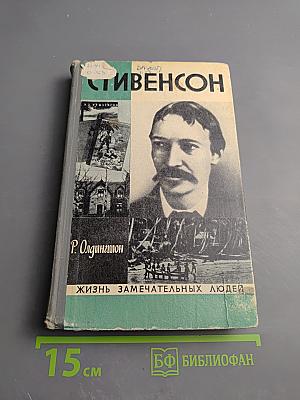 СТИВЕНСОН
Р. Олдингтон
ЖИЗНЬ ЗАМЕЧАТЕЛЬНЫХ ЛЮДЕЙ
15 см
БФ БИБЛИОФАН